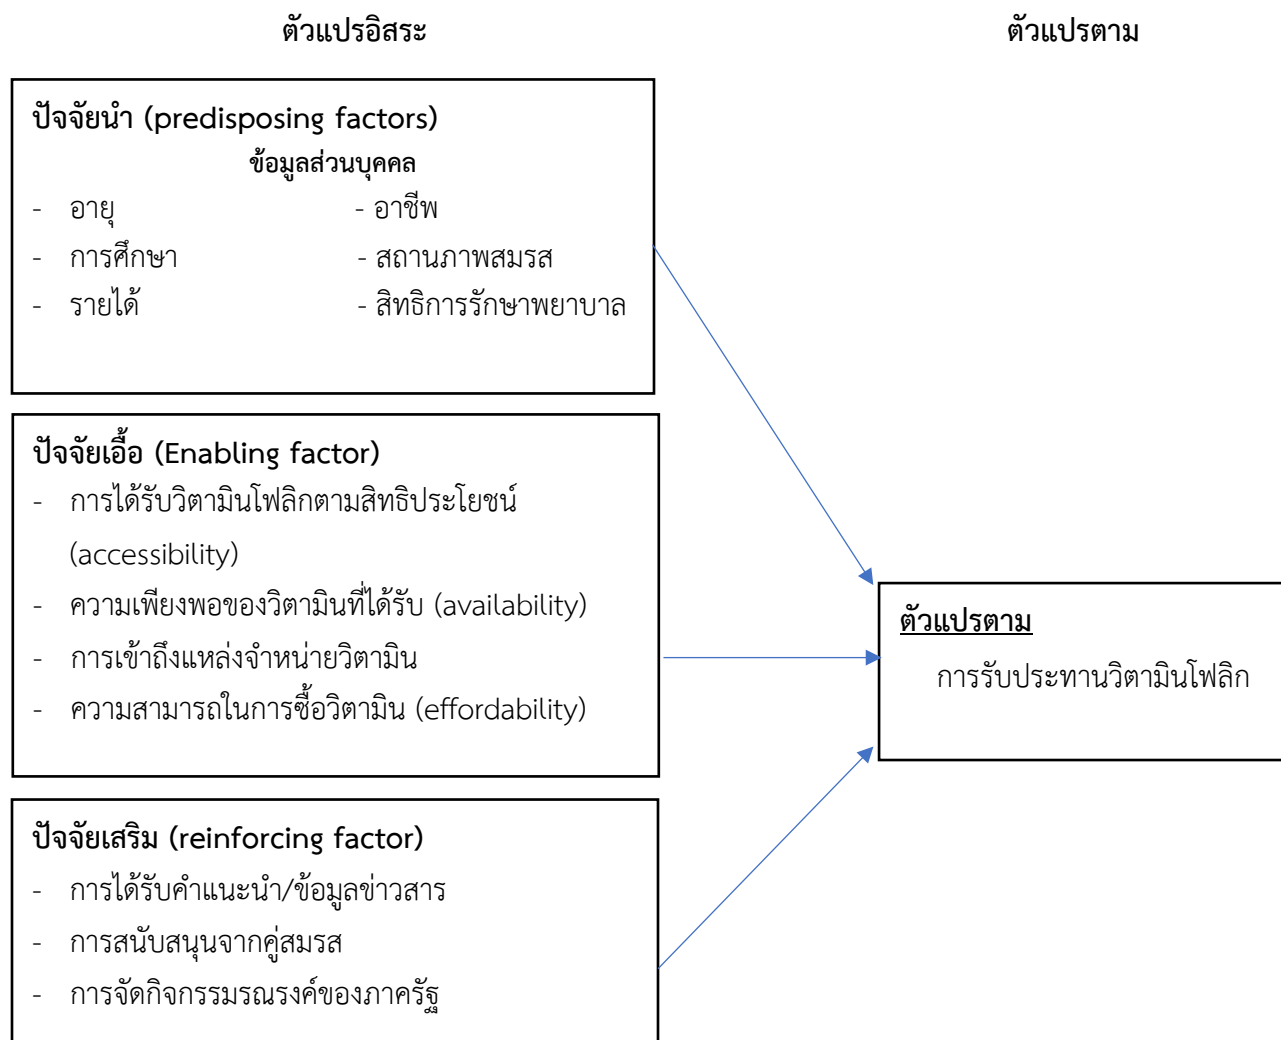 ตัวแปรอิสระ ตัวแปรตาม
ปัจจัยนำ (predisposing factors)
ข้อมูลส่วนบุคคล
- อายุ - อาชีพ
- การศึกษา - สถานภาพสมรส
- รายได้ - สิทธิการรักษาพยาบาล
ปัจจัยเอื้อ (Enabling factor)
- การได้รับวิตามินโฟลิกตามสิทธิประโยชน์
(accessibility)
- ความเพียงพอของวิตามินที่ได้รับ (availability)
- การเข้าถึงแหล่งจำหน่ายวิตามิน
- ความสามารถในการซื้อวิตามิน (effordability)
ตัวแปรตาม
การรับประทานวิตามินโฟลิก
ปัจจัยเสริม (reinforcing factor)
- การได้รับคำแนะนำ/ข้อมูลข่าวสาร
- การสนับสนุนจากคู่สมรส
- การจัดกิจกรรมรณรงค์ของภาครัฐ